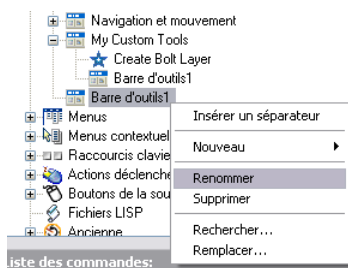 Navigation et mouvement
My Custom Tools
Create Bolt Layer
Barre d'outils1
Barre d'outils1
Menus
Menus contextuel
Raccourcis clavie
Actions déclenche
Boutons de la sou
Fichiers LISP
Ancienne
Liste des commandes:
Insérer un séparateur
Nouveau
Renommer
Supprimer
Rechercher...
Remplacer...